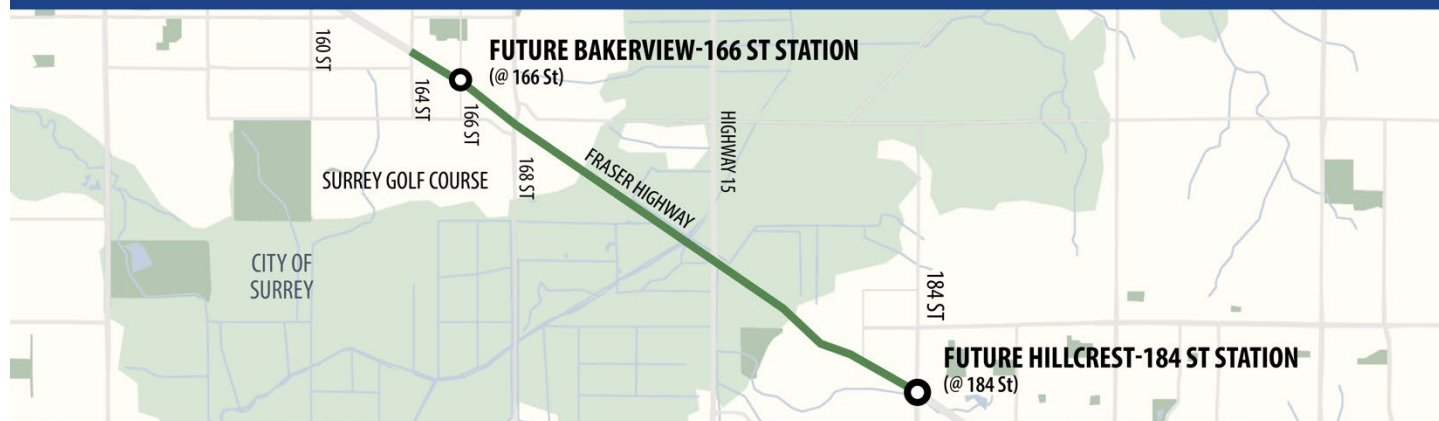 160 ST
FUTURE BAKERVIEW-166 ST STATION
(@ 166 St)
164 ST
166 ST
168 ST
HIGHWAY 15
SURREY GOLF COURSE
FRASER HIGHWAY
CITY OF
SURREY
184 ST
FUTURE HILLCREST-184 ST STATION
(@ 184 St)